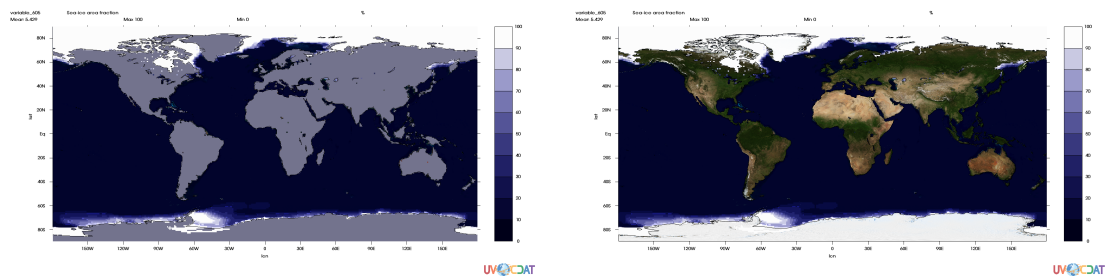 variable_605 Sea ice area fraction %
Mean 5.429 Max 100 Min 0
80N
60N
40N
20N
Eq
20S
40S
60S
80S
lat
150W 120W 90W 60W 30W 0 30E 60E 90E 120E 150E
lon
100
90
80
70
60
50
40
30
20
10
0
UV CDAT
variable_605 Sea ice area fraction %
Mean 5.429 Max 100 Min 0
80N
60N
40N
20N
Eq
20S
40S
60S
80S
lat
150W 120W 90W 60W 30W 0 30E 60E 90E 120E 150E
lon
100
90
80
70
60
50
40
30
20
10
0
UV CDAT